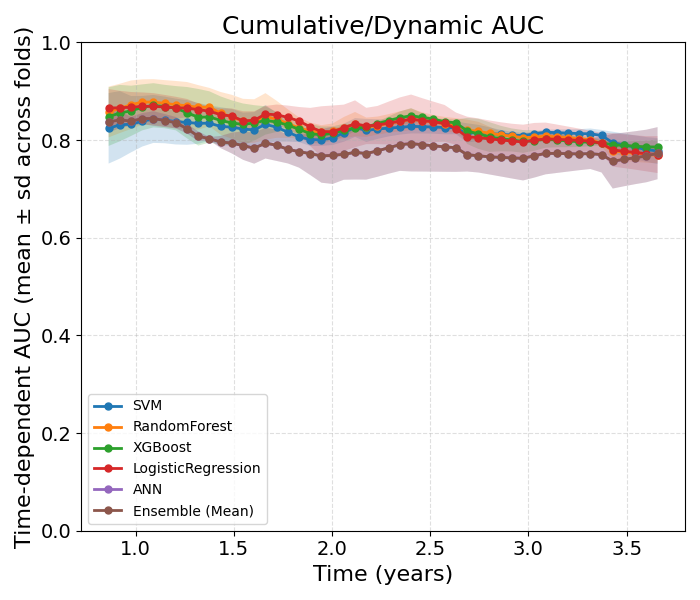 Cumulative/Dynamic AUC
Time-dependent AUC (mean ± sd across folds)
1.0
0.8
0.6
0.4
0.2
0.0
SVM
RandomForest
XGBoost
LogisticRegression
ANN
Ensemble (Mean)
1.0 1.5 2.0 2.5 3.0 3.5
Time (years)